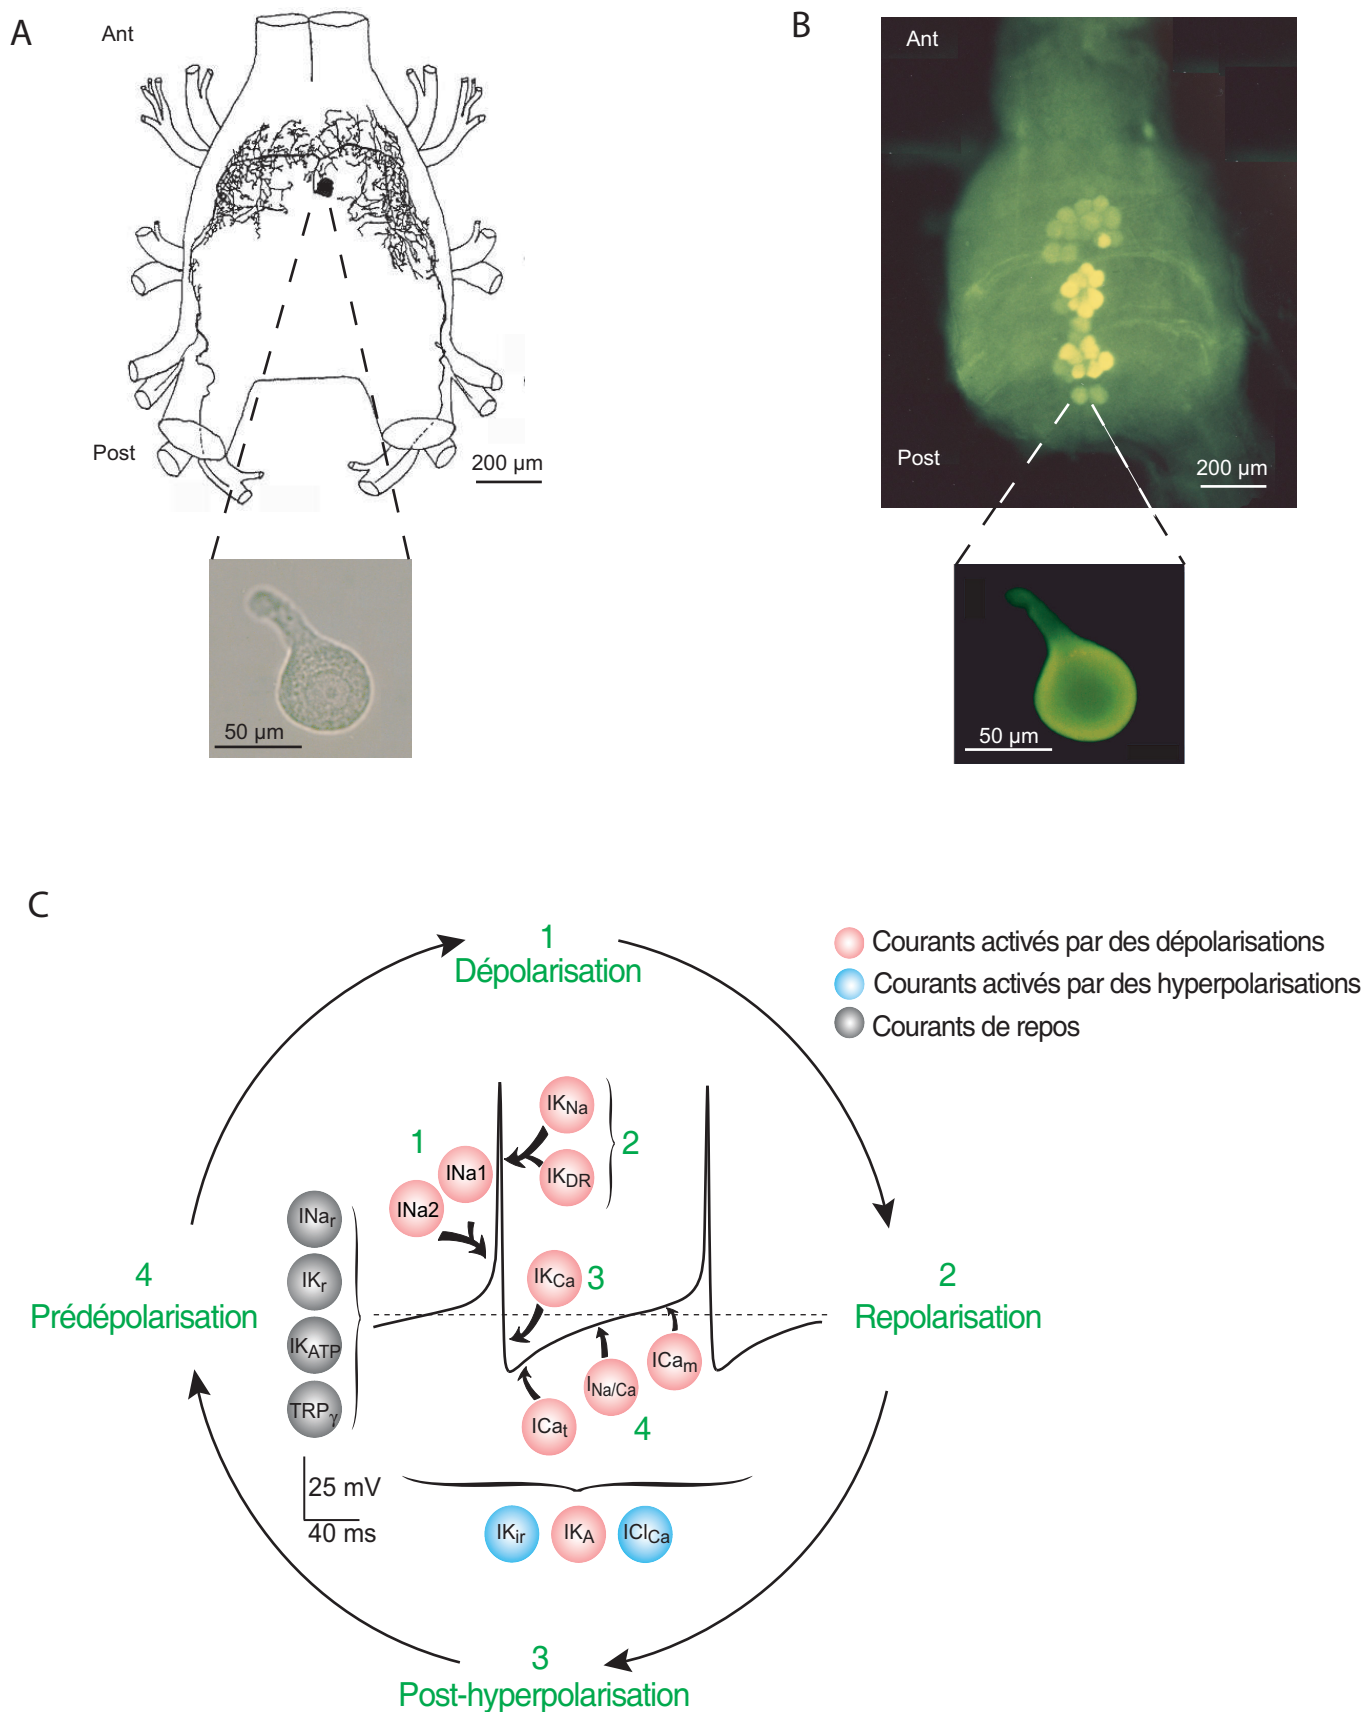 A
Ant
Post
200 µm
50 µm
B
Ant
Post
200 µm
50 µm
C
1
Dépolarisation
Courants activés par des dépolarisations
Courants activés par des hyperpolarisations
Courants de repos
IKNa
1
2
INa1
IKDR
INa2
INar
IKCa
3
4
Prédépolarisation
IKr
2
Repolarisation
IKATP
ICam
INa/Ca
TRPγ
ICat
4
25 mV
40 ms
IKir
IKA
ICICa
3
Post-hyperpolarisation